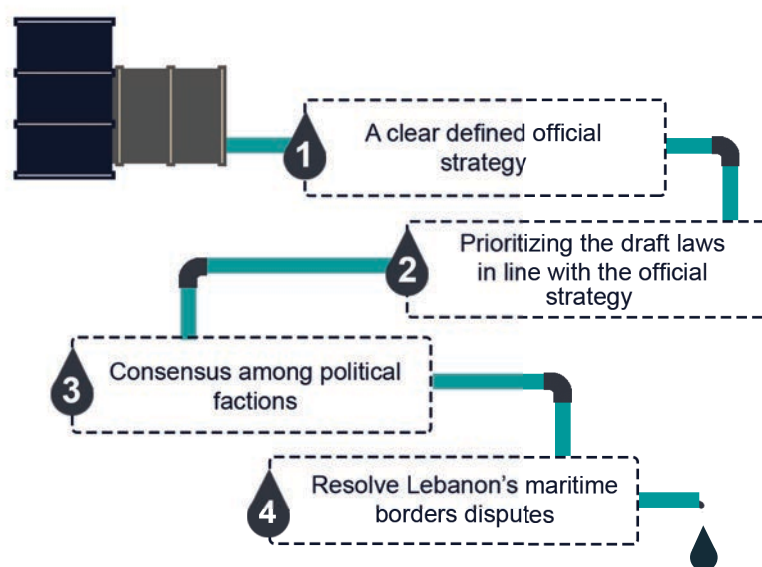 1
A clear defined official
strategy
2
Prioritizing the draft laws
in line with the official
strategy
3
Consensus among political
factions
4
Resolve Lebanon's maritime
borders disputes